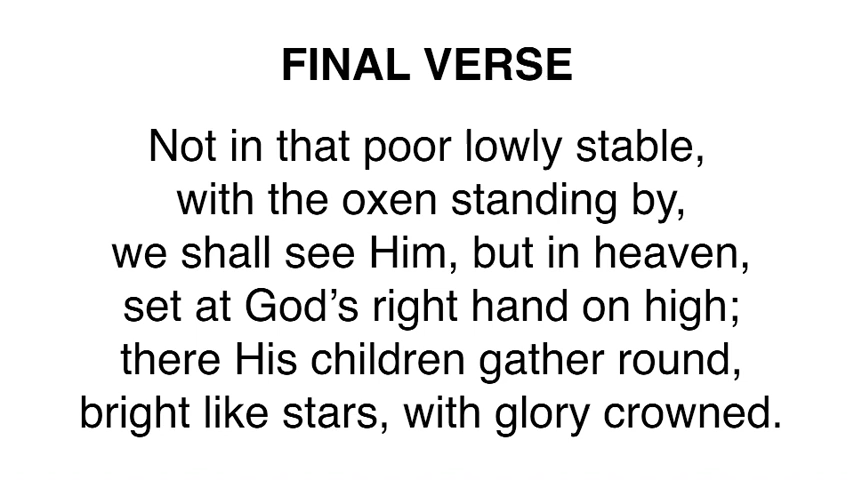 FINAL VERSE
Not in that poor lowly stable,
with the oxen standing by,
we shall see Him, but in heaven,
set at God’s right hand on high;
there His children gather round,
bright like stars, with glory crowned.